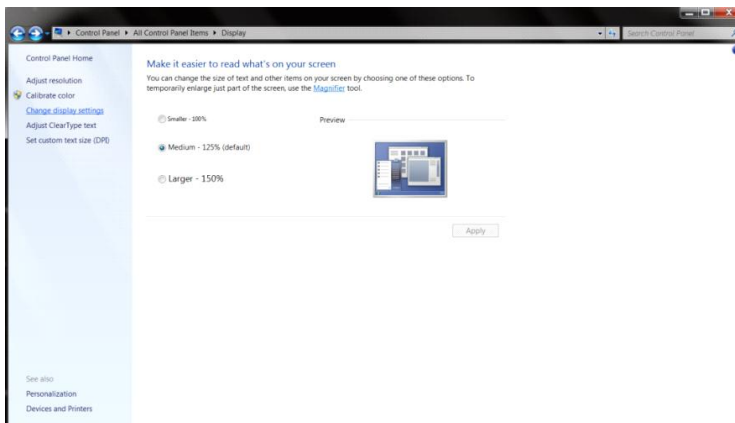 Control Panel ▸ All Control Panel Items ▸ Display
Search Control Panel
Control Panel Home
Adjust resolution
Calibrate color
Change display settings
Adjust ClearType text
Set custom text size (DPI)
Make it easier to read what's on your screen
You can change the size of text and other items on your screen by choosing one of these options. To
temporarily enlarge just part of the screen, use the Magnifier tool.
Smaller - 100%
Preview
Medium - 125% (default)
Larger - 150%
Apply
See also
Personalization
Devices and Printers